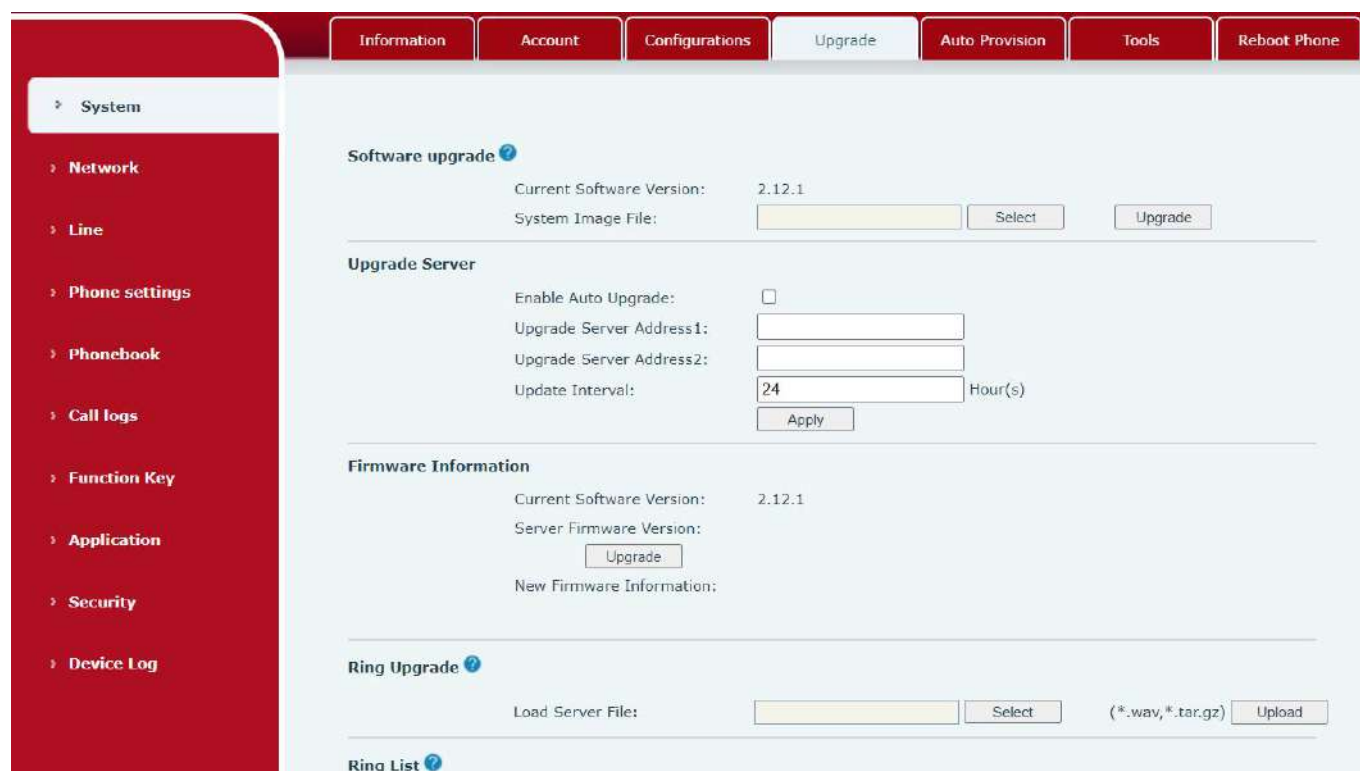 Information Account Configurations Upgrade Auto Provision Tools Reboot Phone
System
Network
Line
Phone settings
Phonebook
Call logs
Function Key
Application
Security
Device Log
Software upgrade ?
Current Software Version: 2.12.1
System Image File: Select Upgrade
Upgrade Server
Enable Auto Upgrade:
Upgrade Server Address1:
Upgrade Server Address2:
Update Interval: 24 Hour(s)
Apply
Firmware Information
Current Software Version: 2.12.1
Server Firmware Version:
Upgrade
New Firmware Information:
Ring Upgrade ?
Load Server File: Select (*.wav,*.tar.gz) Upload
Ring List ?